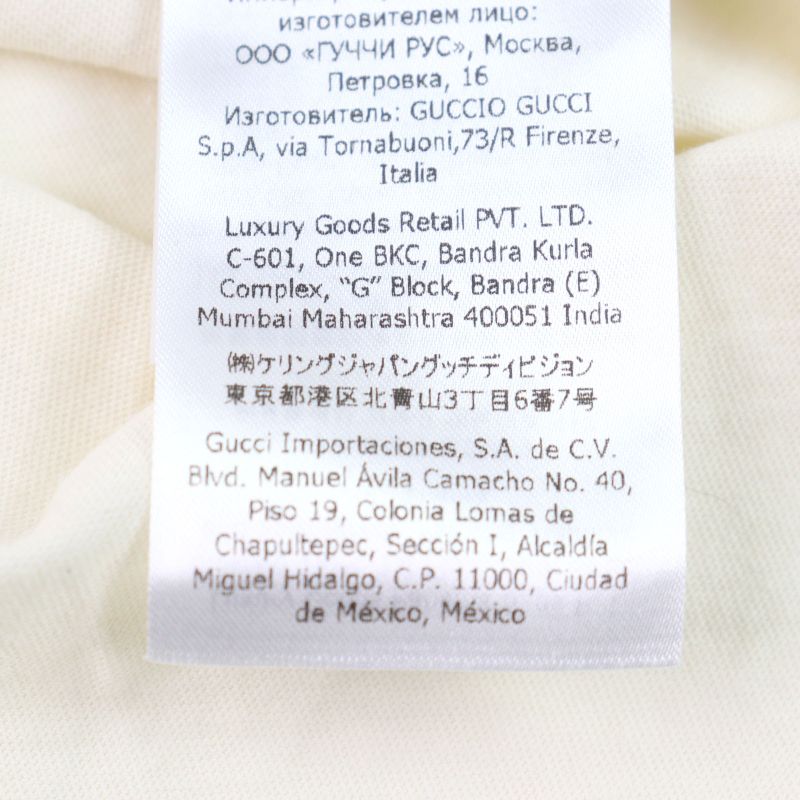 изготовителем лицо:
ООО «ГУЧЧИ РУС», Москва,
Петровка, 16
Изготовитель: GUCCIO GUCCI
S.p.A, via Tornabuoni,73/R Firenze,
Italia
Luxury Goods Retail PVT. LTD.
C-601, One BKC, Bandra Kurla
Complex, “G” Block, Bandra (E)
Mumbai Maharashtra 400051 India
㈱ケリングジャパングッチディビジョン
東京都港区北青山3丁目6番7号
Gucci Importaciones, S.A. de C.V.
Blvd. Manuel Ávila Camacho No. 40,
Piso 19, Colonia Lomas de
Chapultepec, Sección I, Alcaldía
Miguel Hidalgo, C.P. 11000, Ciudad
de México, México